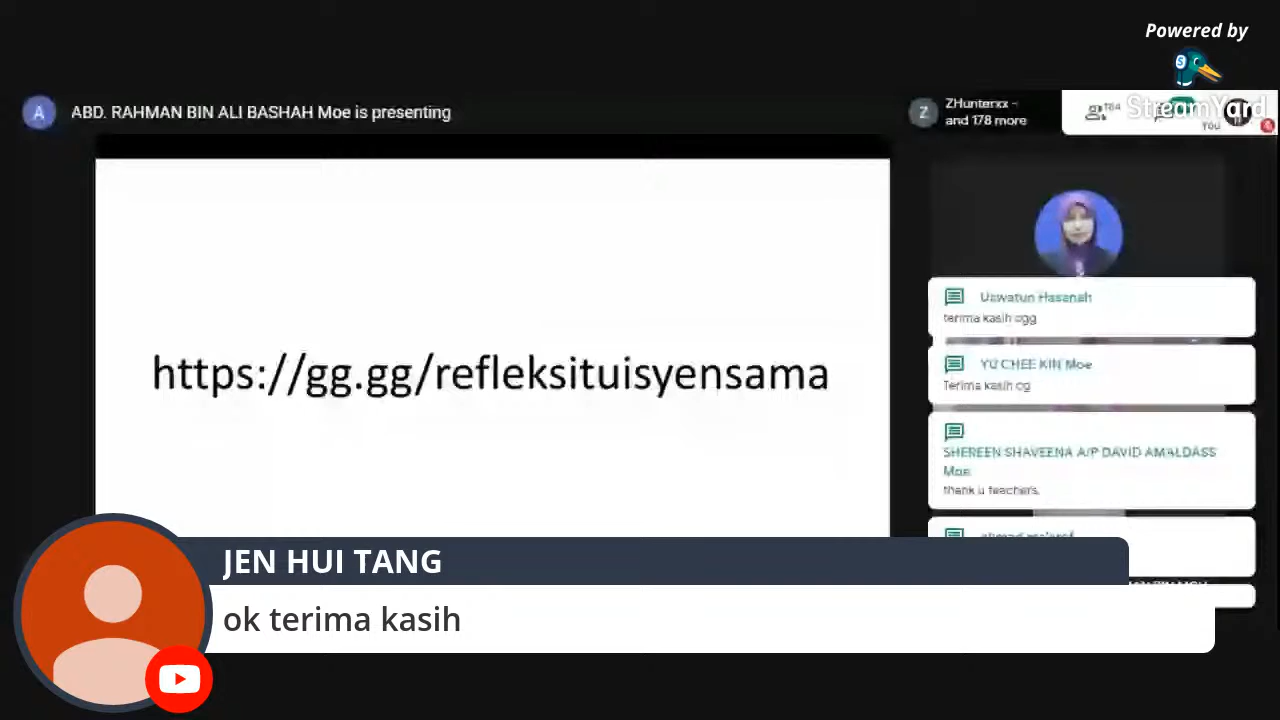 Powered by
StreamYard
ABD. RAHMAN BIN ALI BASHAH Moe is presenting
A
Z
ZHunterxx -
and 178 more
184
You
https://gg.gg/refleksituisyensama
Uswatun Hasanah
terima kasih cgg
YU CHEE KIN Moe
Terima kasih cg
SHEREEN SHAVEENA A/P DAVID AMALDASS
Moe
thank u teachers,
JEN HUI TANG
ok terima kasih